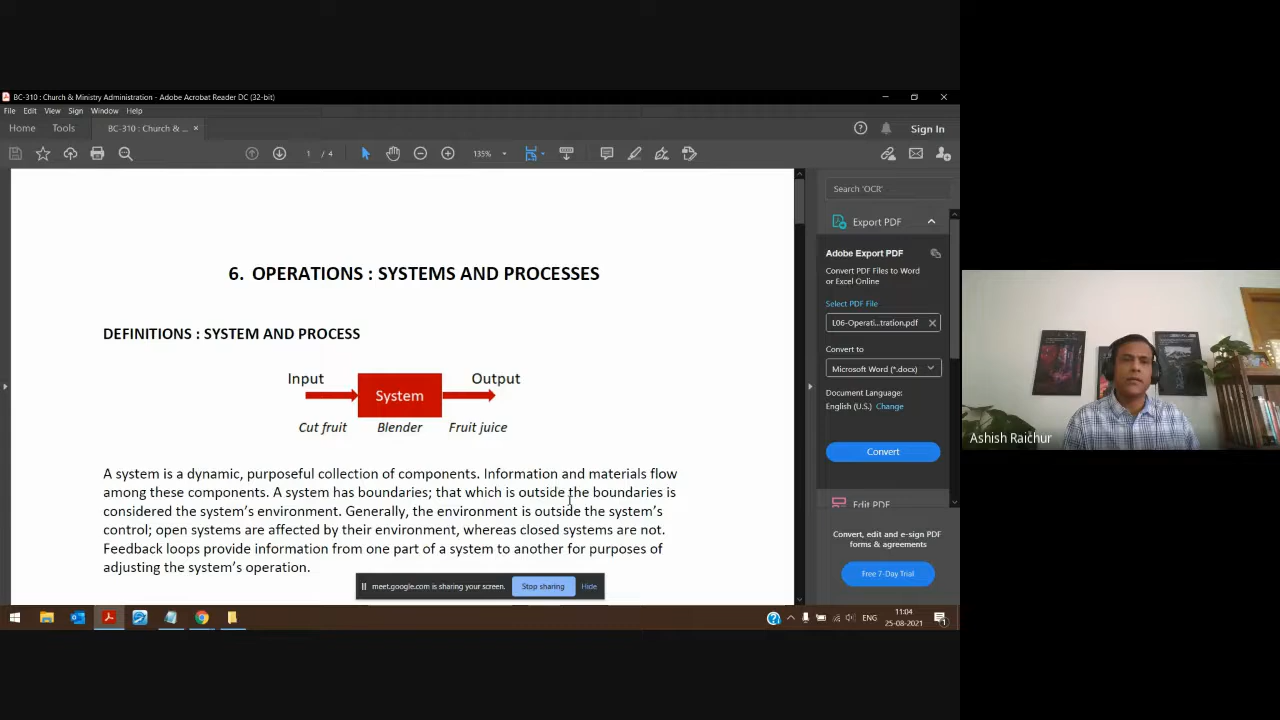 BC-310 : Church & Ministry Administration - Adobe Acrobat Reader DC (32-bit)
File Edit View Sign Window Help
Home Tools BC-310 : Church & ... × Sign In
1 / 4 135%
Search 'OCR'
Export PDF
Adobe Export PDF
Convert PDF Files to Word
or Excel Online
Select PDF File
L06-Operati...tration.pdf
Convert to
Microsoft Word (*.docx)
Document Language:
English (U.S.) Change
Convert
Edit PDF
Convert, edit and e-sign PDF
forms & agreements
Free 7-Day Trial
6. OPERATIONS : SYSTEMS AND PROCESSES
DEFINITIONS : SYSTEM AND PROCESS
Input System Output
Cut fruit Blender Fruit juice
A system is a dynamic, purposeful collection of components. Information and materials flow
among these components. A system has boundaries; that which is outside the boundaries is
considered the system's environment. Generally, the environment is outside the system's
control; open systems are affected by their environment, whereas closed systems are not.
Feedback loops provide information from one part of a system to another for purposes of
adjusting the system's operation.
meet.google.com is sharing your screen. Stop sharing Hide
ENG
11:04
25-08-2021
Ashish Raichur